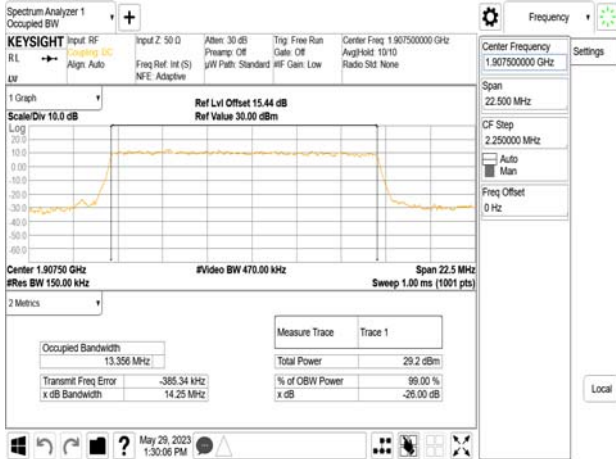 Spectrum Analyzer 1
Occupied BW
+
Frequency
KEYSIGHT
Input: RF
Coupling: DC
Align: Auto
Input Z: 50 Ω
Freq Ref: Int (S)
NFE: Adaptive
Atten: 30 dB
Preamp: Off
µW Path: Standard
Trig: Free Run
Gate: Off
#IF Gain: Low
Center Freq: 1.907500000 GHz
Avg|Hold: 10/10
Radio Std: None
RL
Center Frequency
1.907500000 GHz
Settings
Span
22.500 MHz
CF Step
2.250000 MHz
Auto
Man
Freq Offset
0 Hz
Local
1 Graph
Scale/Div 10.0 dB
Ref Lvl Offset 15.44 dB
Ref Value 30.00 dBm
Log
20.0
10.0
0.00
-10.0
-20.0
-30.0
-40.0
-50.0
-60.0
Center 1.90750 GHz
#Res BW 150.00 kHz
#Video BW 470.00 kHz
Span 22.5 MHz
Sweep 1.00 ms (1001 pts)
2 Metrics
Measure Trace Trace 1
Occupied Bandwidth
13.356 MHz
Total Power 29.2 dBm
Transmit Freq Error -385.34 kHz
% of OBW Power 99.00 %
x dB Bandwidth 14.25 MHz
x dB -26.00 dB
?
May 29, 2023
1:30:06 PM